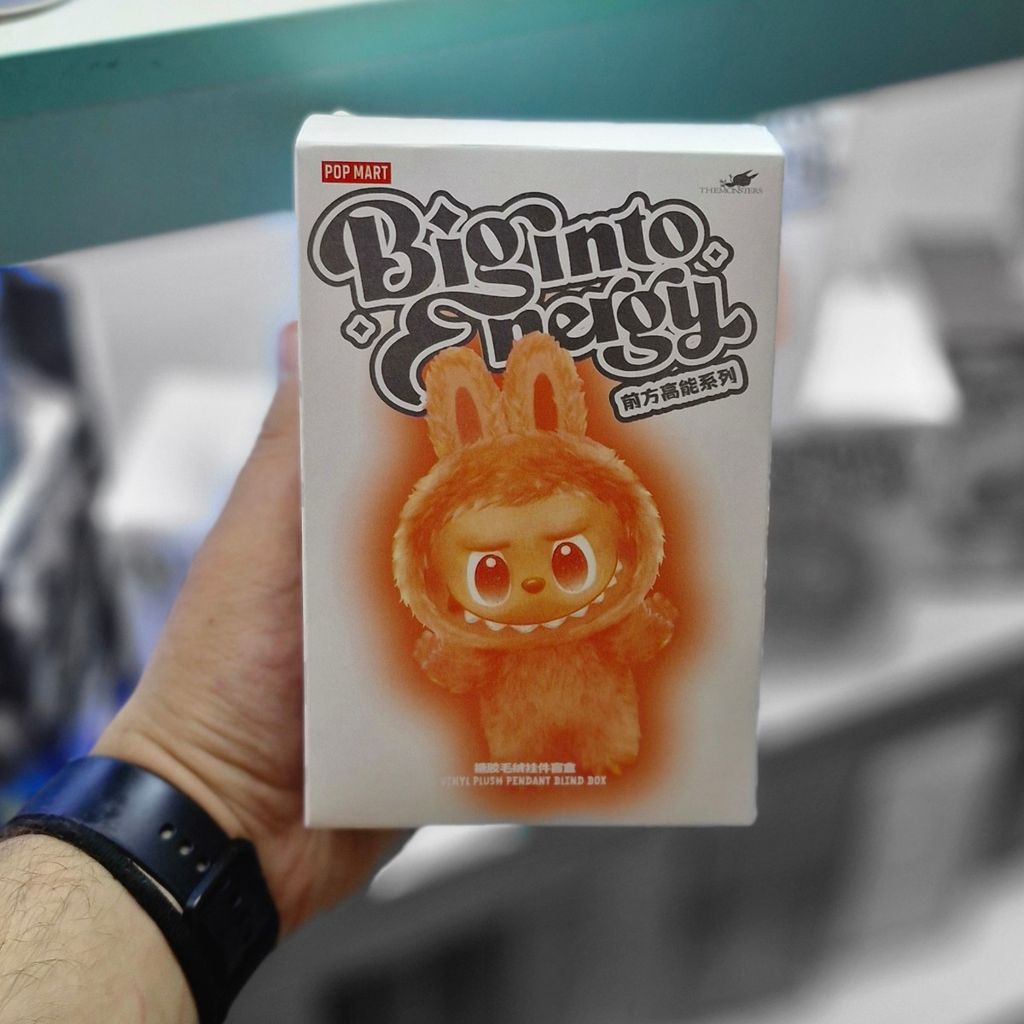 POP MART
THE MONSTERS
Big into
Energy
前方高能系列
搪胶毛绒挂件盲盒
VINYL PLUSH PENDANT BLIND BOX